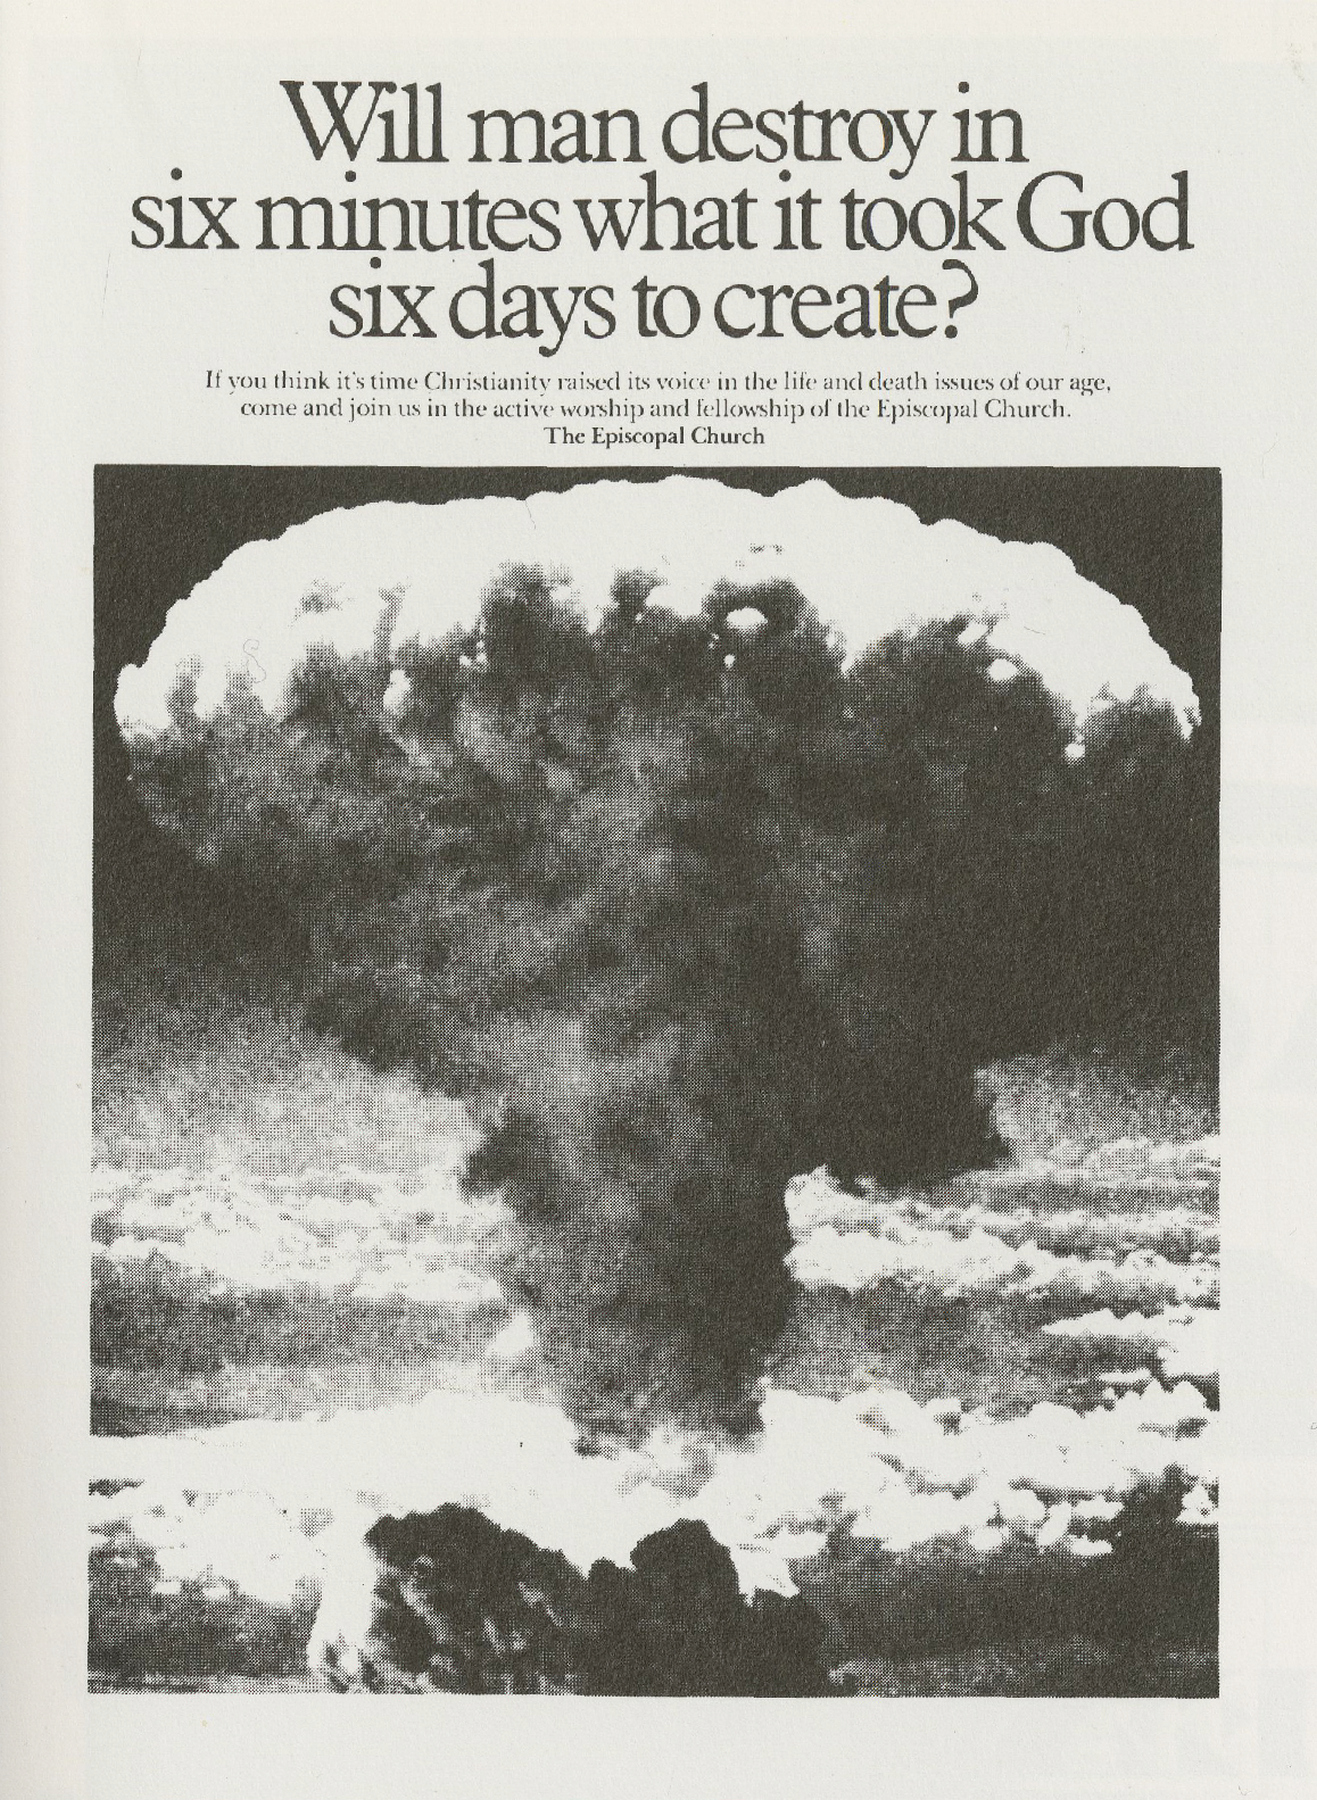 Will man destroy in
six minutes what it took God
six days to create?
If you think it's time Christianity raised its voice in the life and death issues of our age,
come and join us in the active worship and fellowship of the Episcopal Church.
The Episcopal Church